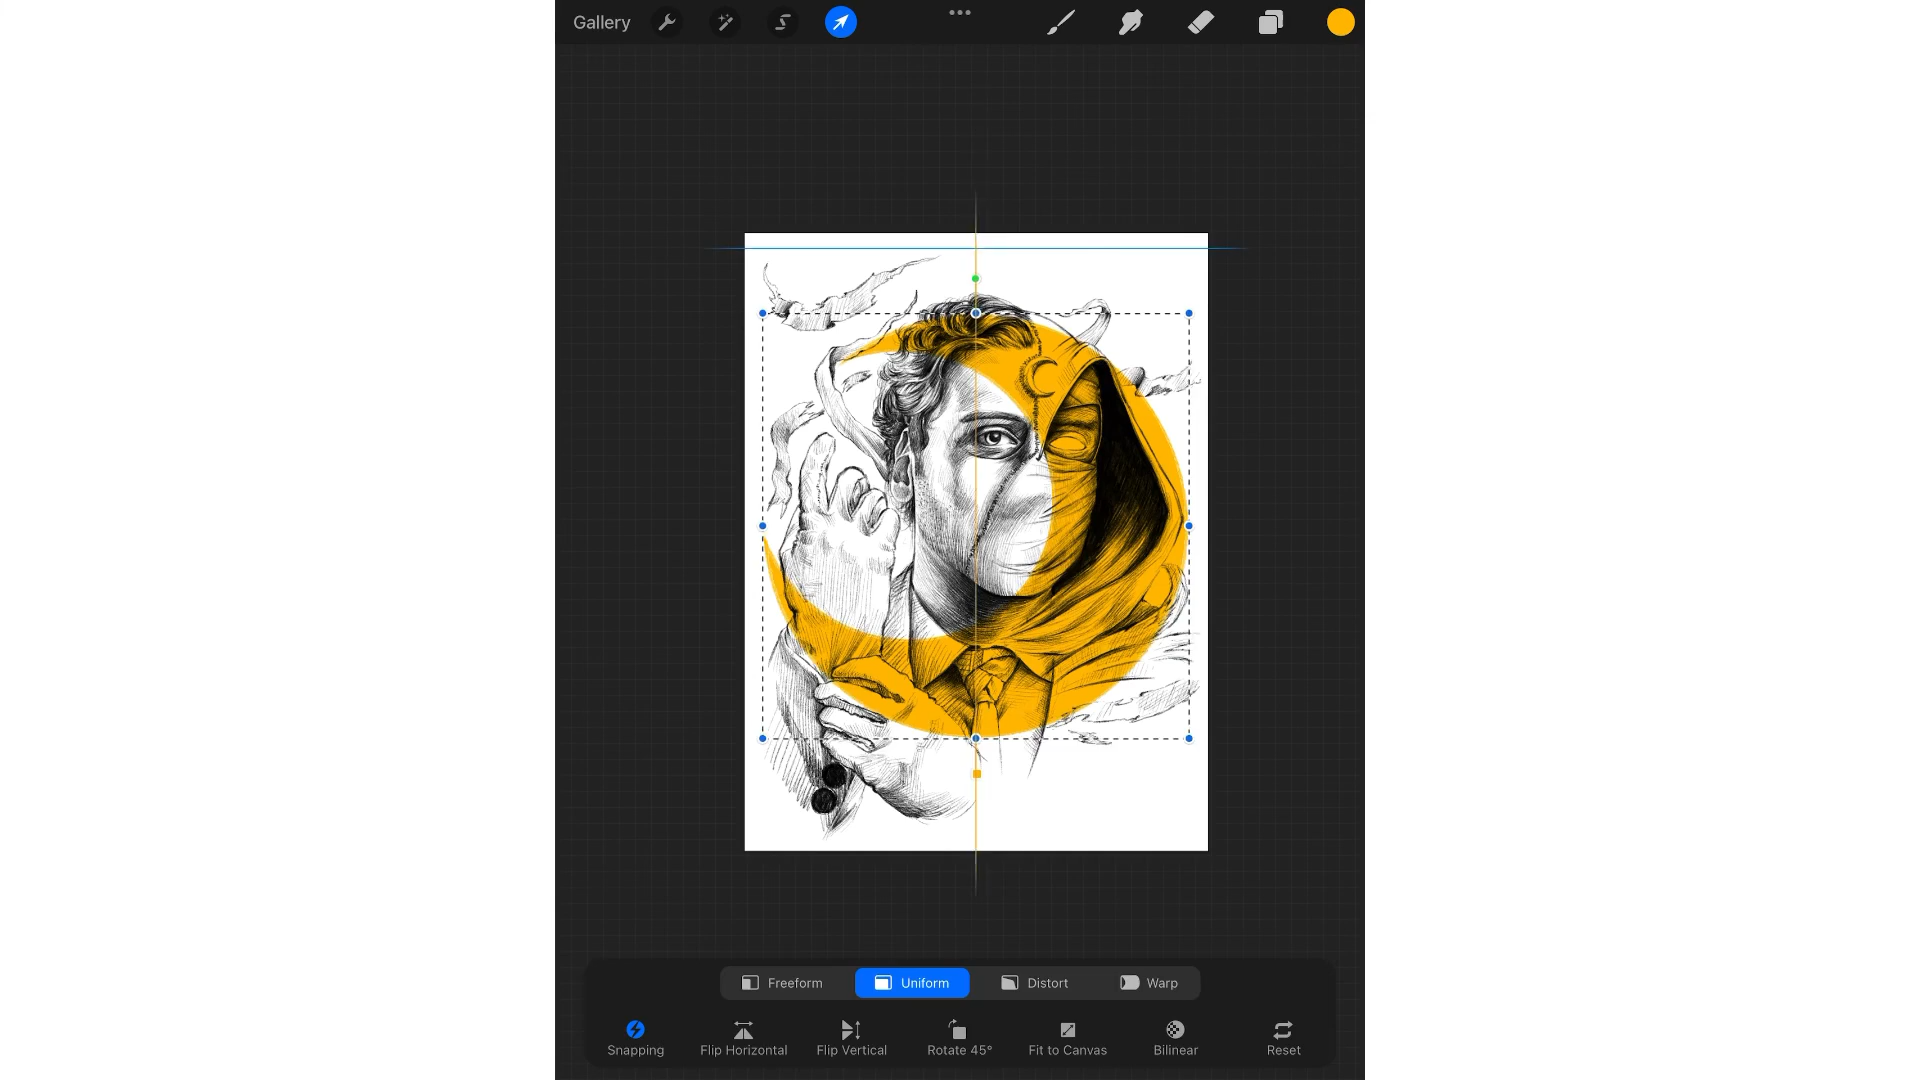 Gallery
Freeform
Uniform
Distort
Warp
Snapping
Flip Horizontal
Flip Vertical
Rotate 45°
Fit to Canvas
Bilinear
Reset